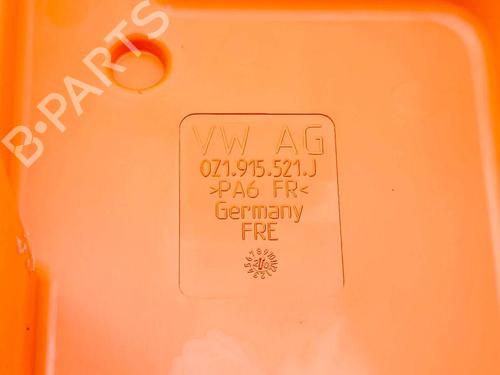 B-PARTS
VW AG
0Z1.915.521.J
>PA6 FR<
Germany
FRE